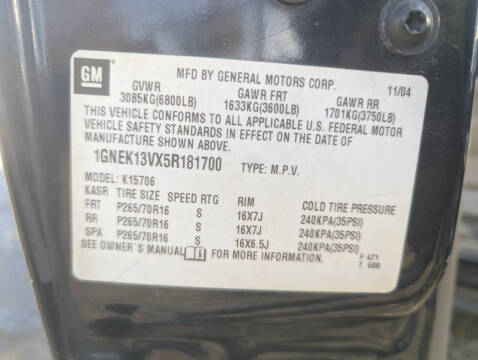 GM
MFD BY GENERAL MOTORS CORP. 11/04
GVWR GAWR FRT GAWR RR
3085KG(6800LB) 1633KG(3600LB) 1701KG(3750LB)
THIS VEHICLE CONFORMS TO ALL APPLICABLE U.S. FEDERAL MOTOR
VEHICLE SAFETY STANDARDS IN EFFECT ON THE DATE OF
MANUFACTURE SHOWN ABOVE.
1GNEK13VX5R181700 TYPE: M.P.V.
MODEL: K15706
KASR TIRE SIZE SPEED RTG RIM COLD TIRE PRESSURE
FRT P265/70R16 S 16X7J 240KPA(35PSI)
RR P265/70R16 S 16X7J 240KPA(35PSI)
SPA P265/70R16 S 16X6.5J 240KPA(35PSI)
SEE OWNER'S MANUAL FOR MORE INFORMATION.
F 471
T 600